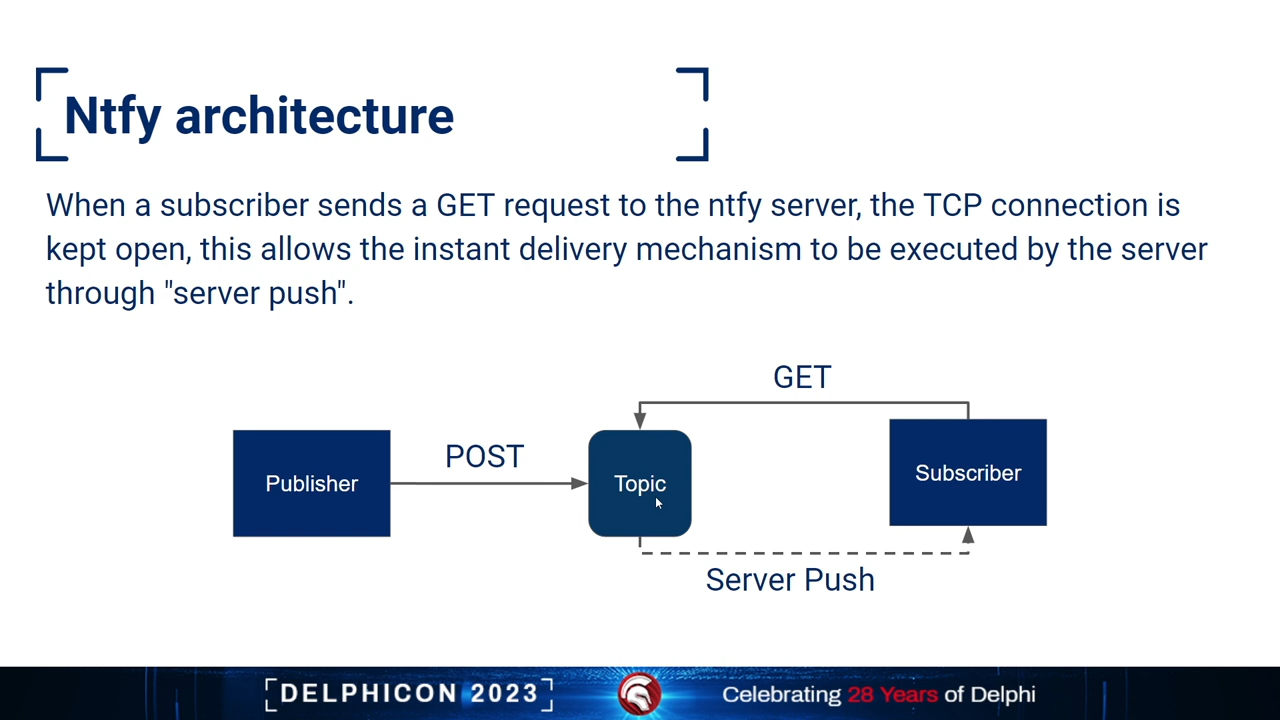 Ntfy architecture
When a subscriber sends a GET request to the ntfy server, the TCP connection is
kept open, this allows the instant delivery mechanism to be executed by the server
through "server push".
GET
POST
Publisher
Topic
Subscriber
Server Push
DELPHICON 2023
Celebrating 28 Years of Delphi